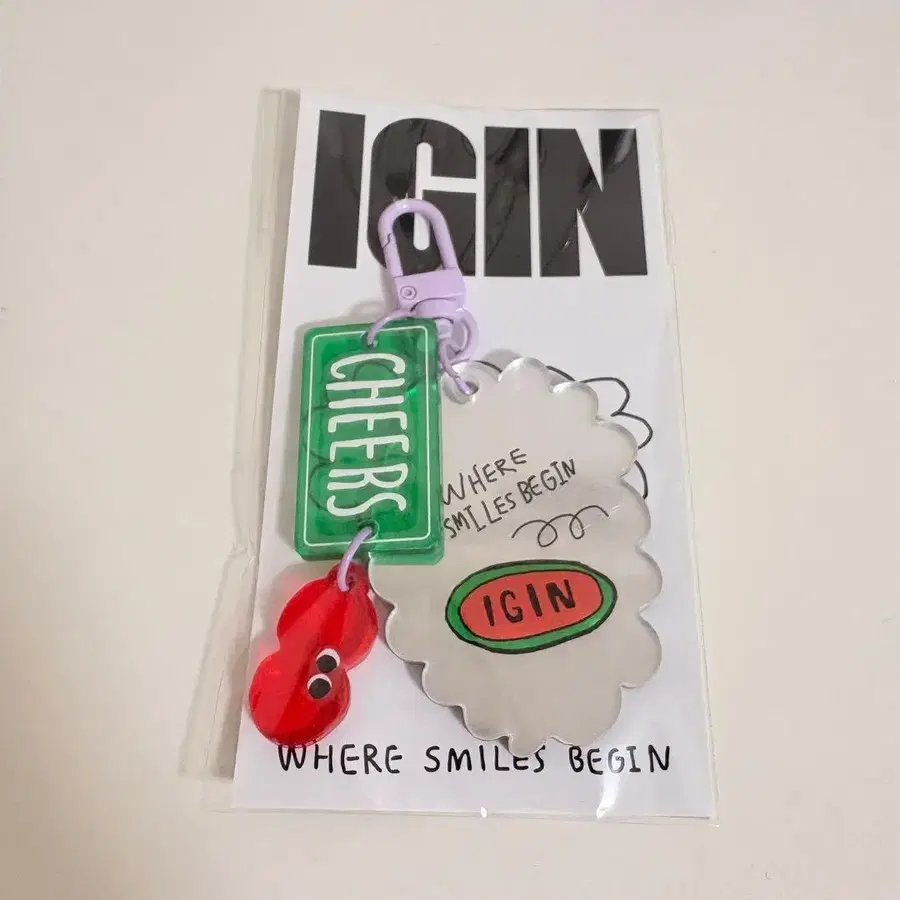 IGIN
CHEERS
WHERE
SMILES BEGIN
IGIN
WHERE SMILES BEGIN